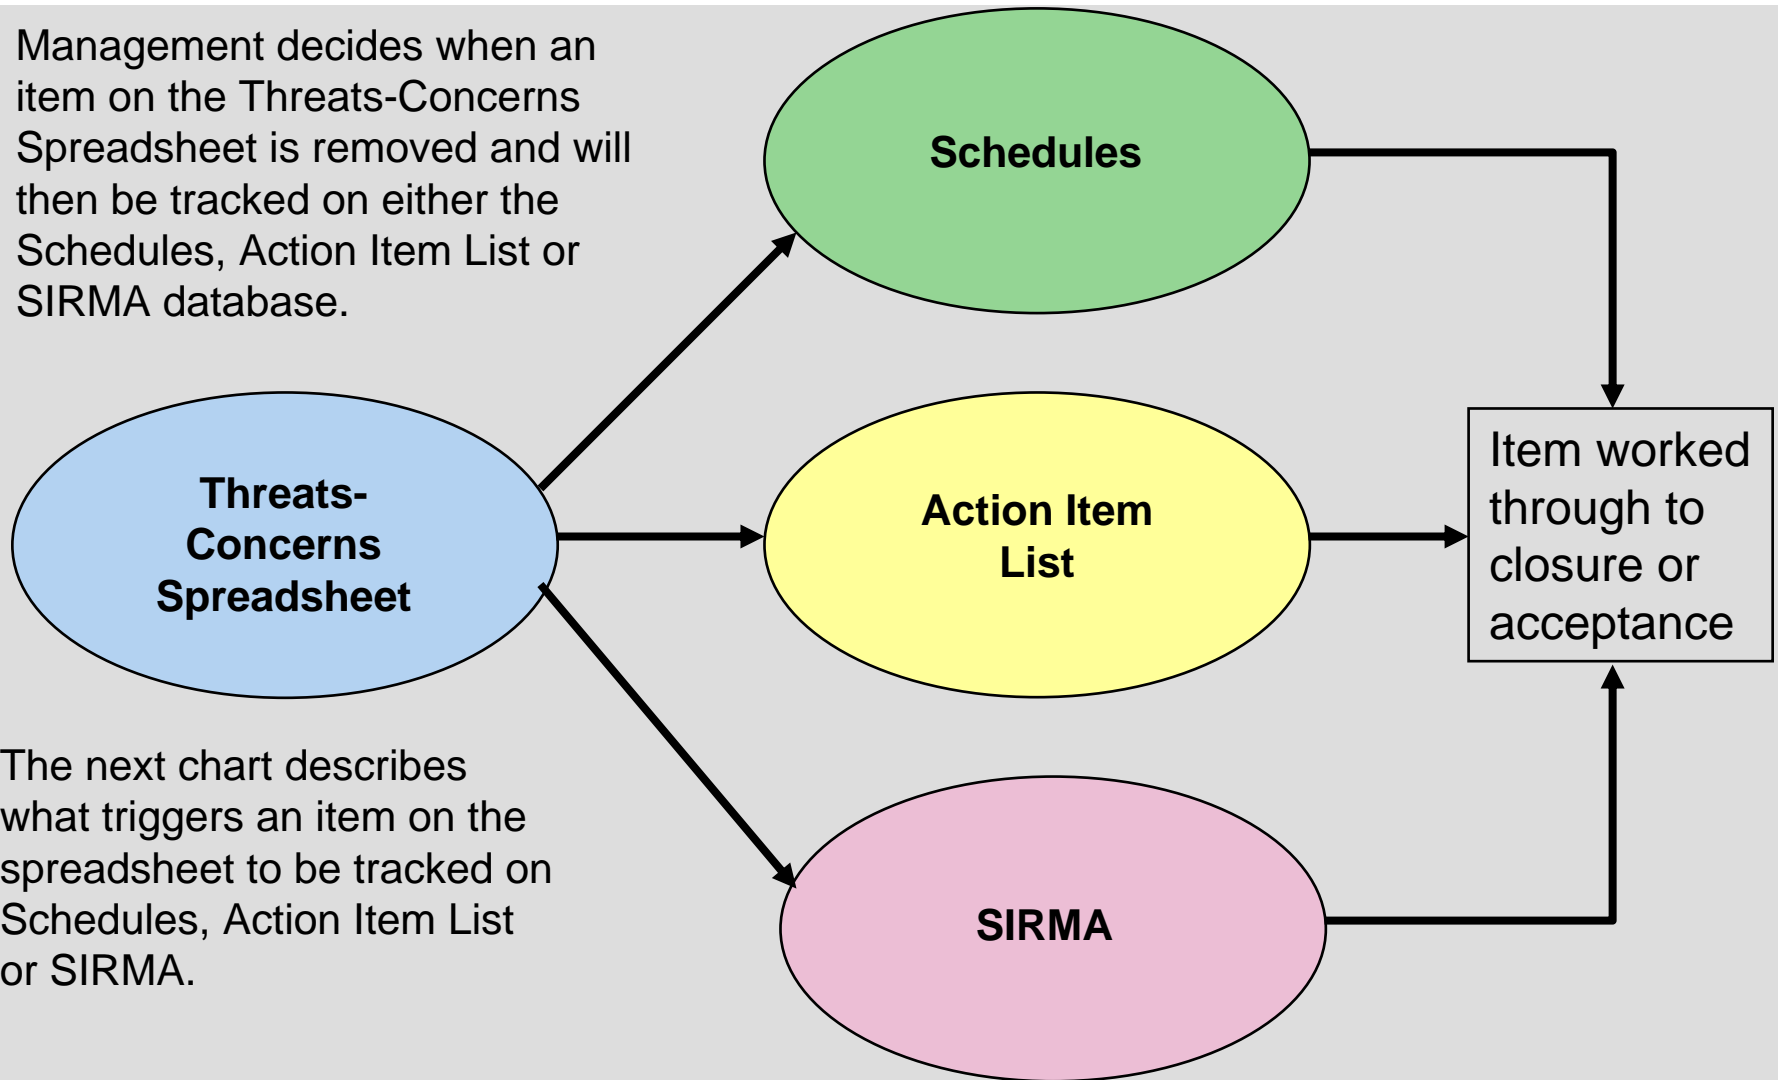 Management decides when an
item on the Threats-Concerns
Spreadsheet is removed and will
then be tracked on either the
Schedules, Action Item List or
SIRMA database.
Schedules
Threats-
Concerns
Spreadsheet
Action Item
List
Item worked
through to
closure or
acceptance
The next chart describes
what triggers an item on the
spreadsheet to be tracked on
Schedules, Action Item List
or SIRMA.
SIRMA